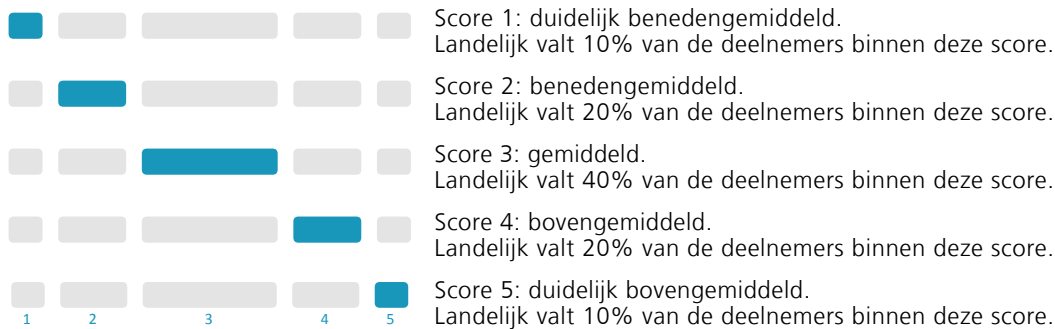 Score 1: duidelijk benedengemiddeld.
Landelijk valt 10% van de deelnemers binnen deze score.
Score 2: benedengemiddeld.
Landelijk valt 20% van de deelnemers binnen deze score.
Score 3: gemiddeld.
Landelijk valt 40% van de deelnemers binnen deze score.
Score 4: bovengemiddeld.
Landelijk valt 20% van de deelnemers binnen deze score.
Score 5: duidelijk bovengemiddeld.
Landelijk valt 10% van de deelnemers binnen deze score.
1 2 3 4 5